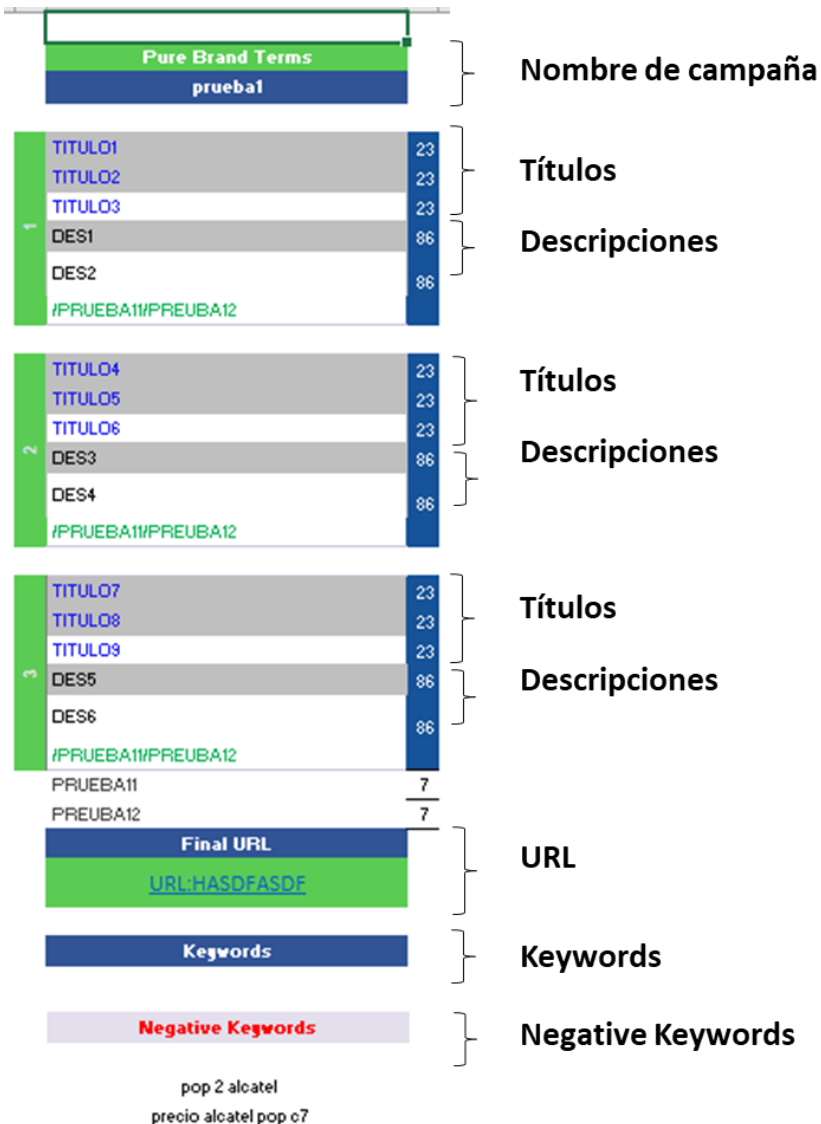 Pure Brand Terms
prueba1
Nombre de campaña
1
TITULO1 23
TITULO2 23
TITULO3 23
Títulos
DES1 86
DES2 86
Descripciones
/PRUEBA11/PREUBA12
2
TITULO4 23
TITULO5 23
TITULO6 23
Títulos
DES3 86
DES4 86
Descripciones
/PRUEBA11/PREUBA12
3
TITULO7 23
TITULO8 23
TITULO9 23
Títulos
DES5 86
DES6 86
Descripciones
/PRUEBA11/PREUBA12
PRUEBA11 7
PREUBA12 7
Final URL
URL:HASDFASDF
URL
Keywords
Keywords
Negative Keywords
Negative Keywords
pop 2 alcatel
precio alcatel pop c7